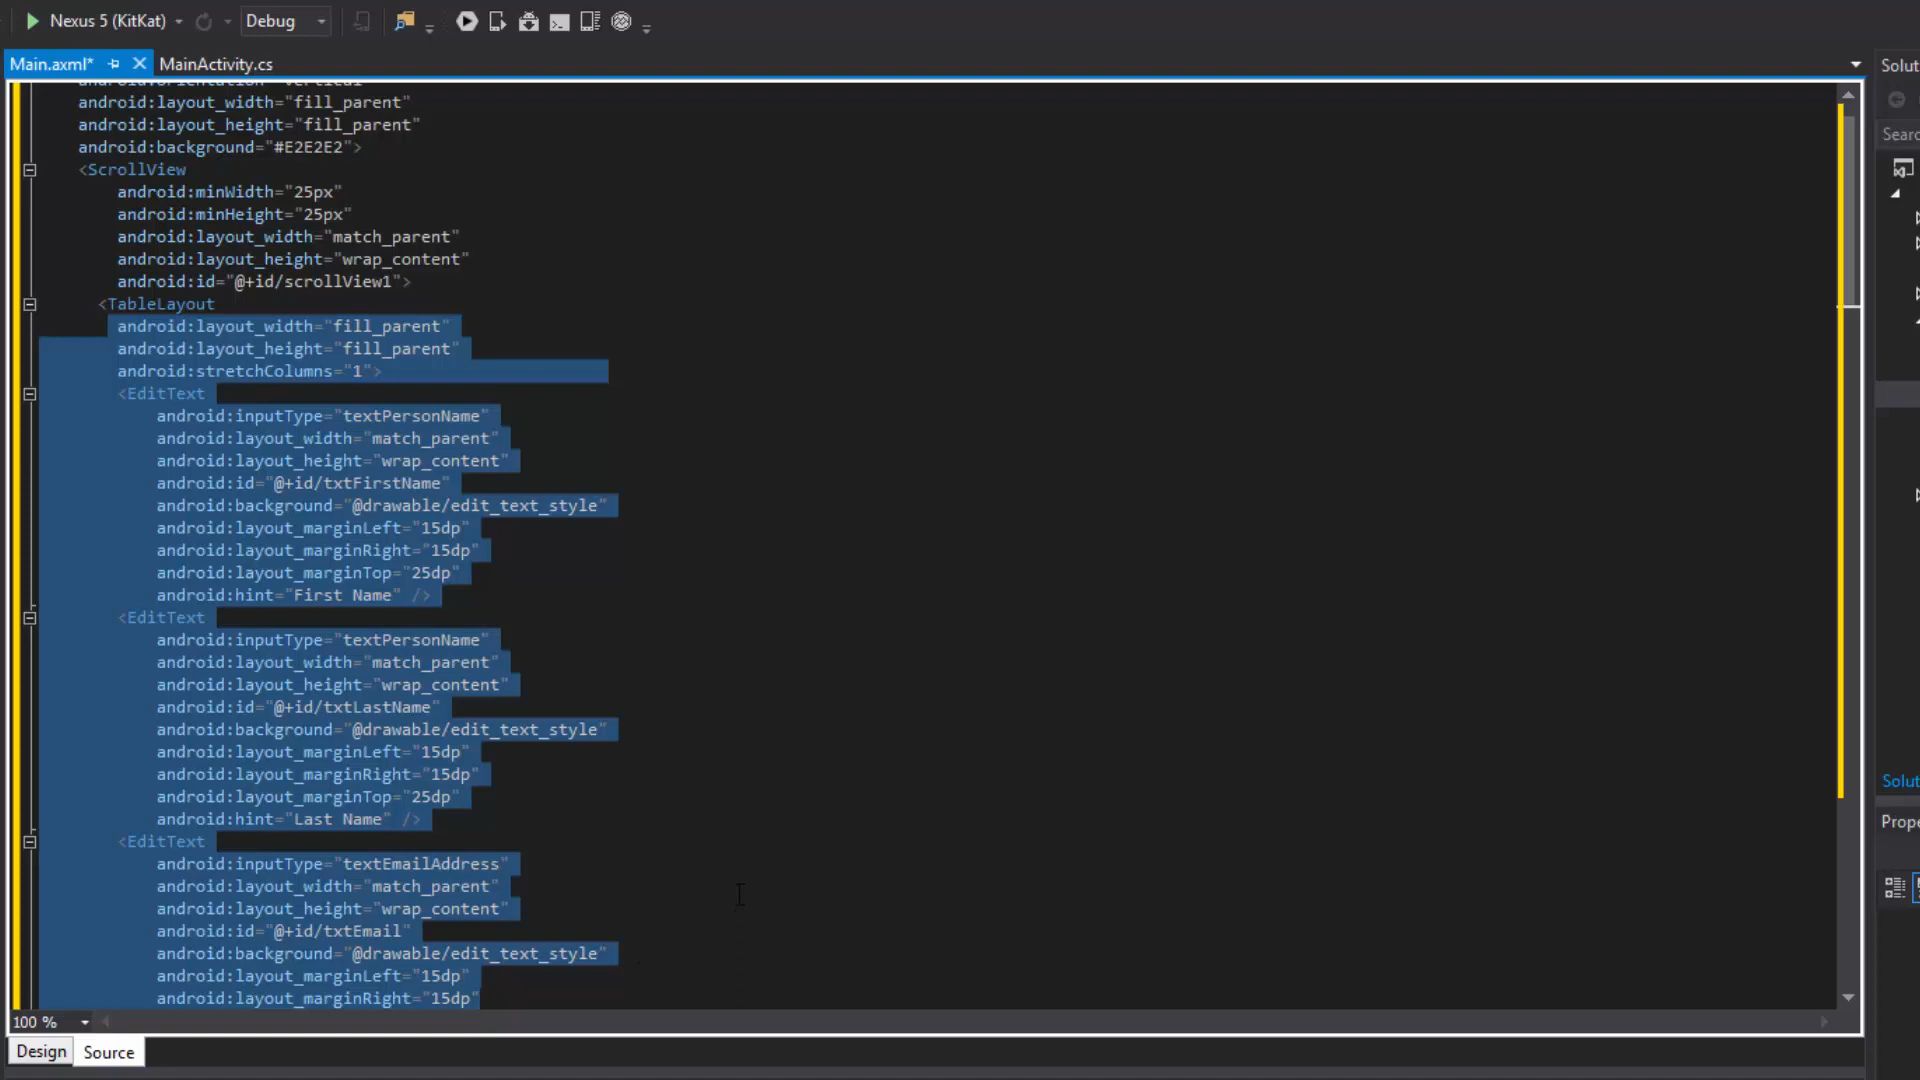 Nexus 5 (KitKat)
Debug
Main.axml*
MainActivity.cs
android:orientation="vertical"
android:layout_width="fill_parent"
android:layout_height="fill_parent"
android:background="#E2E2E2">
<ScrollView
android:minWidth="25px"
android:minHeight="25px"
android:layout_width="match_parent"
android:layout_height="wrap_content"
android:id="@+id/scrollView1">
<TableLayout
android:layout_width="fill_parent"
android:layout_height="fill_parent"
android:stretchColumns="1">
<EditText
android:inputType="textPersonName"
android:layout_width="match_parent"
android:layout_height="wrap_content"
android:id="@+id/txtFirstName"
android:background="@drawable/edit_text_style"
android:layout_marginLeft="15dp"
android:layout_marginRight="15dp"
android:layout_marginTop="25dp"
android:hint="First Name" />
<EditText
android:inputType="textPersonName"
android:layout_width="match_parent"
android:layout_height="wrap_content"
android:id="@+id/txtLastName"
android:background="@drawable/edit_text_style"
android:layout_marginLeft="15dp"
android:layout_marginRight="15dp"
android:layout_marginTop="25dp"
android:hint="Last Name" />
<EditText
android:inputType="textEmailAddress"
android:layout_width="match_parent"
android:layout_height="wrap_content"
android:id="@+id/txtEmail"
android:background="@drawable/edit_text_style"
android:layout_marginLeft="15dp"
android:layout_marginRight="15dp"
100 %
Design
Source
Solut
Searc
Solut
Prope